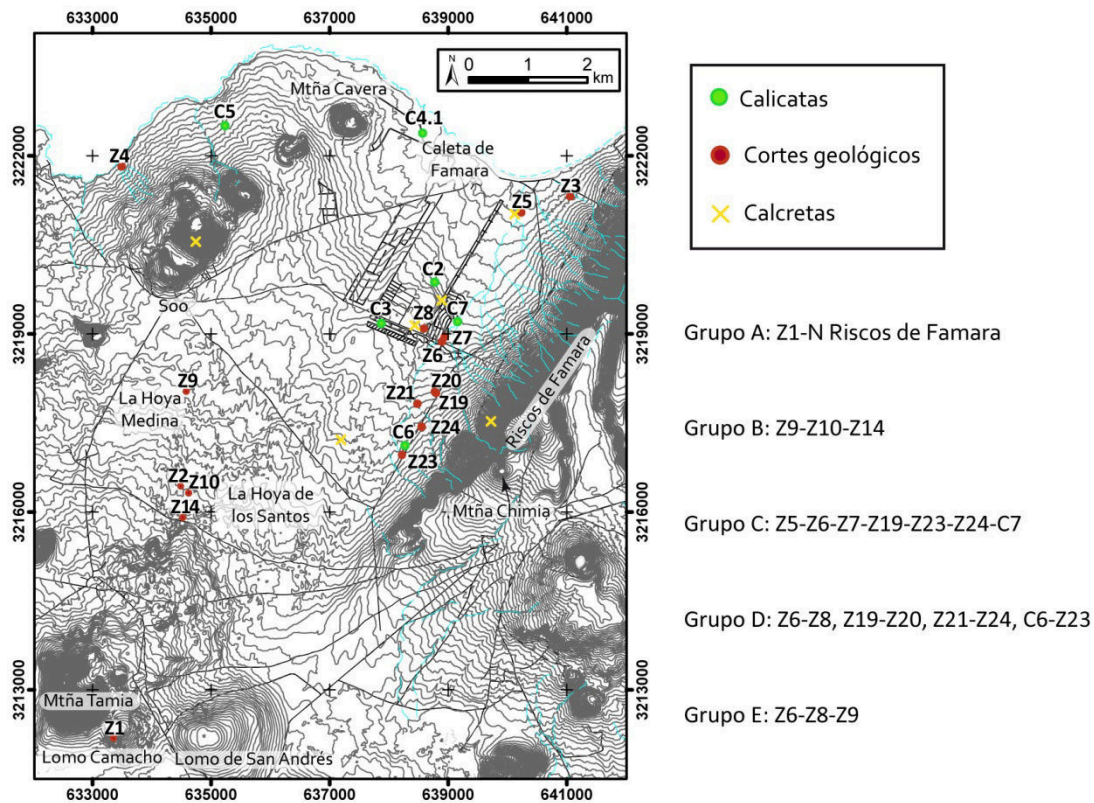 633000 635000 637000 639000 641000
N 0 1 2
km
Mtña Cavera
C5
C4.1
3222000 3222000
Z4
Caleta de
Famara
Z3
Z5
C2
Soo
C3
Z8
C7
3219000 3219000
Z6
Z7
Riscos de Famara
Z9
Z20
La Hoya
Medina
Z21
Z19
Z24
C6
Z23
Z2
Z10
La Hoya de
los Santos
Mtña Chimia
3216000 3216000
Z14
3213000 3213000
Mtña Tamia
Z1
Lomo Camacho
Lomo de San Andrés
633000 635000 637000 639000 641000
Calicatas
Cortes geológicos
Calcretas
Grupo A: Z1-N Riscos de Famara
Grupo B: Z9-Z10-Z14
Grupo C: Z5-Z6-Z7-Z19-Z23-Z24-C7
Grupo D: Z6-Z8, Z19-Z20, Z21-Z24, C6-Z23
Grupo E: Z6-Z8-Z9